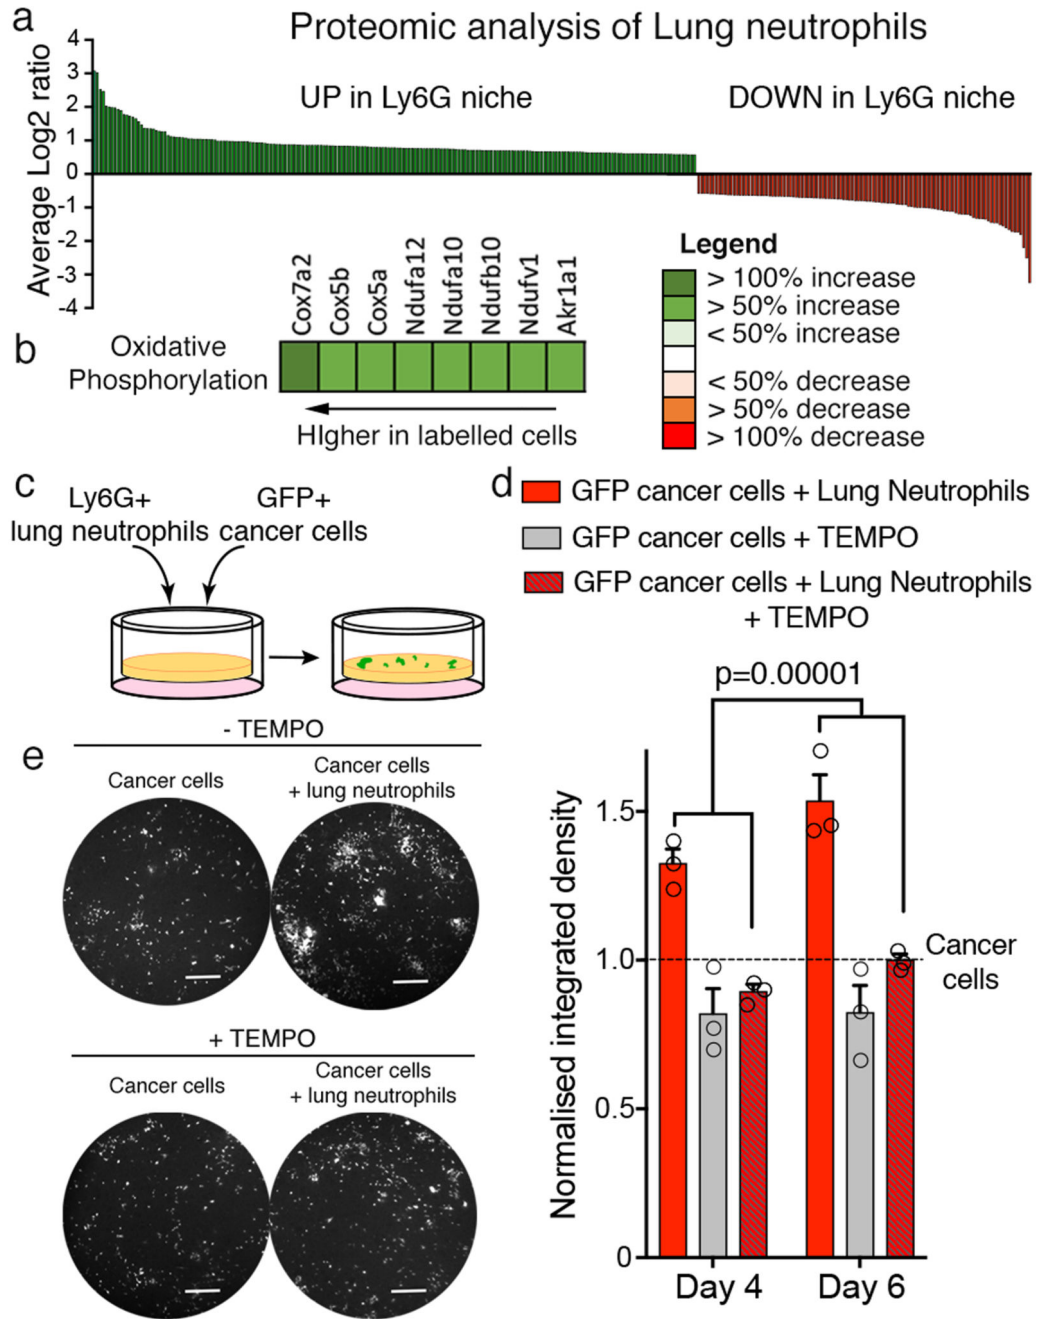 a
Proteomic analysis of Lung neutrophils
Average Log2 ratio
4
3
2
1
0
-1
-2
-3
-4
UP in Ly6G niche
DOWN in Ly6G niche
Legend
> 100% increase
> 50% increase
< 50% increase
< 50% decrease
> 50% decrease
> 100% decrease
b
Oxidative
Phosphorylation
Cox7a2
Cox5b
Cox5a
Ndufa12
Ndufa10
Ndufb10
Ndufv1
Akr1a1
HIgher in labelled cells
c
Ly6G+
lung neutrophils
GFP+
cancer cells
d
GFP cancer cells + Lung Neutrophils
GFP cancer cells + TEMPO
GFP cancer cells + Lung Neutrophils
+ TEMPO
p=0.00001
Normalised integrated density
1.5
1.0
0.5
0
Cancer
cells
Day 4
Day 6
e
- TEMPO
Cancer cells
Cancer cells
+ lung neutrophils
+ TEMPO
Cancer cells
Cancer cells
+ lung neutrophils